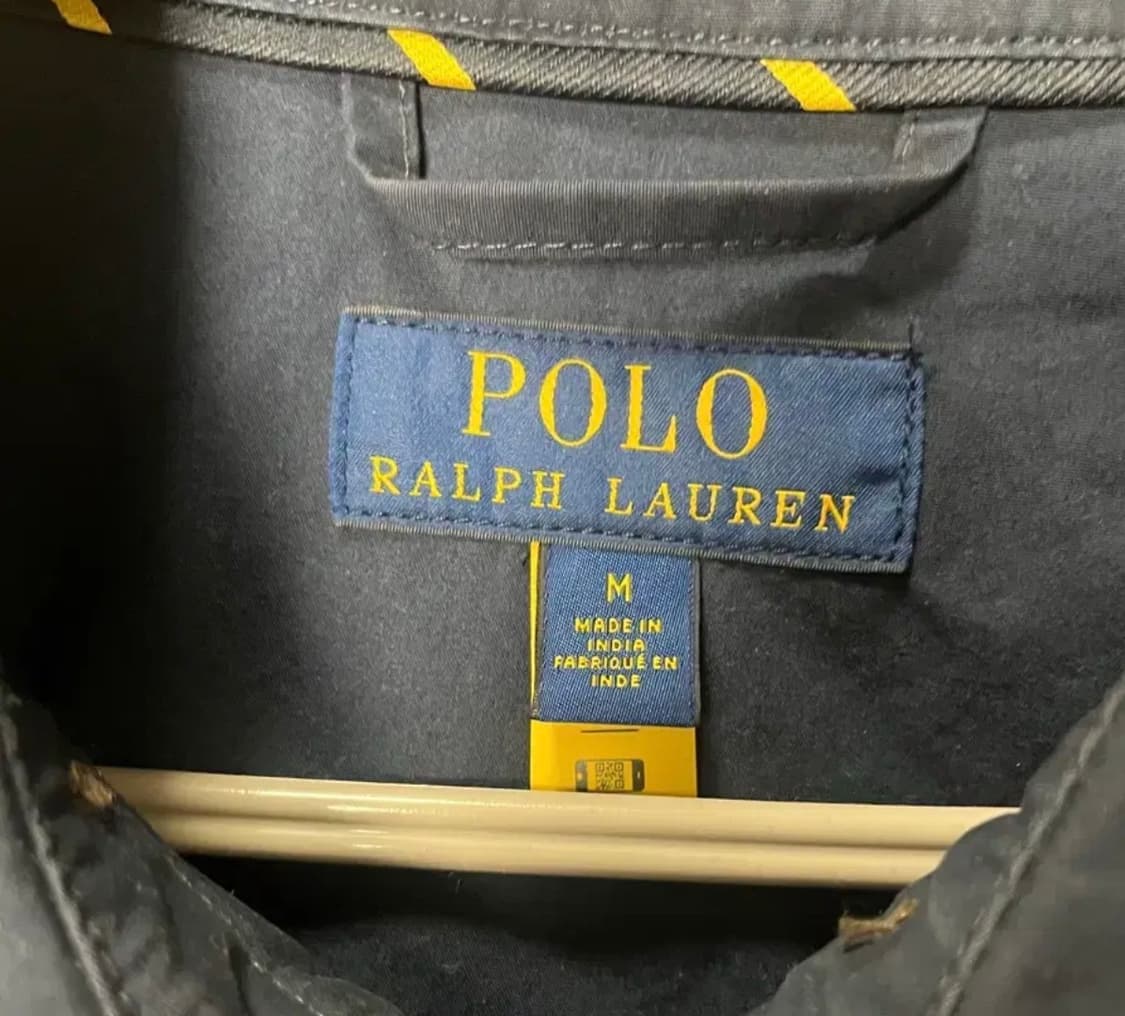 POLO
RALPH LAUREN
M
MADE IN
INDIA
FABRIQUÉ EN
INDE